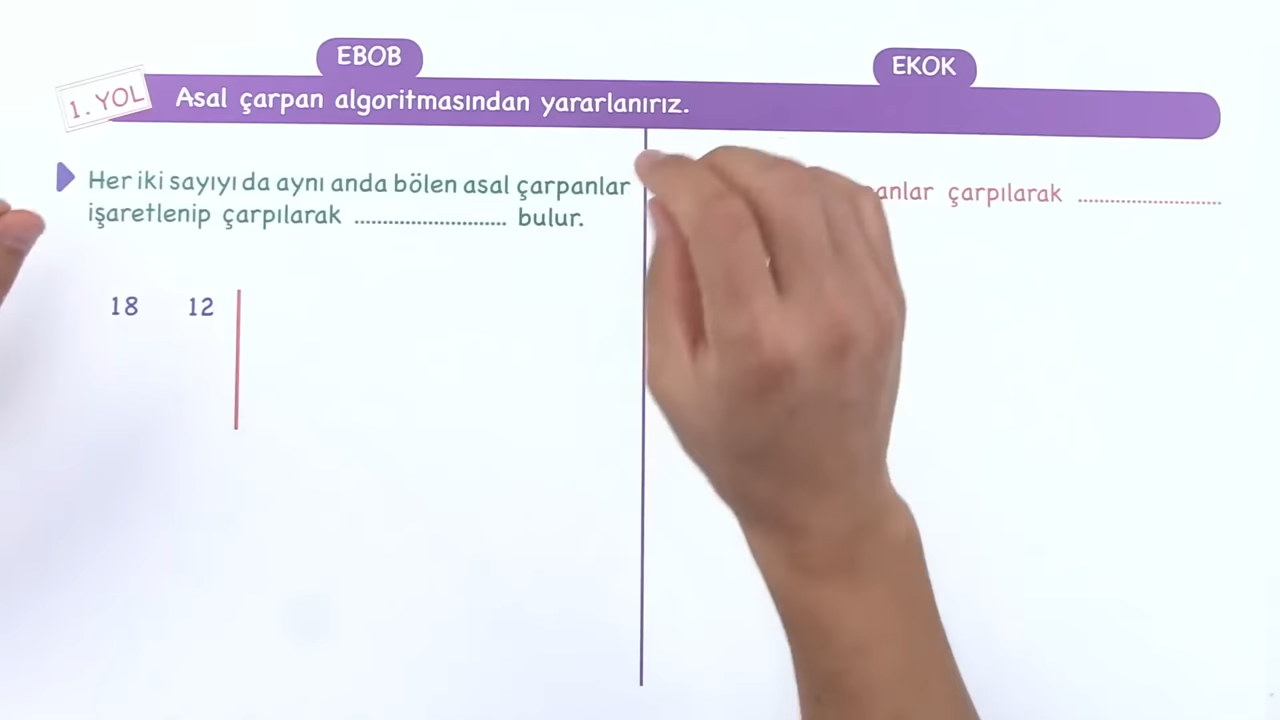 EBOB
EKOK
1. YOL
Asal çarpan algoritmasından yararlanırız.
Her iki sayıyı da aynı anda bölen asal çarpanlar
işaretlenip çarpılarak .......................... bulur.
çarpılarak .........................
18 12